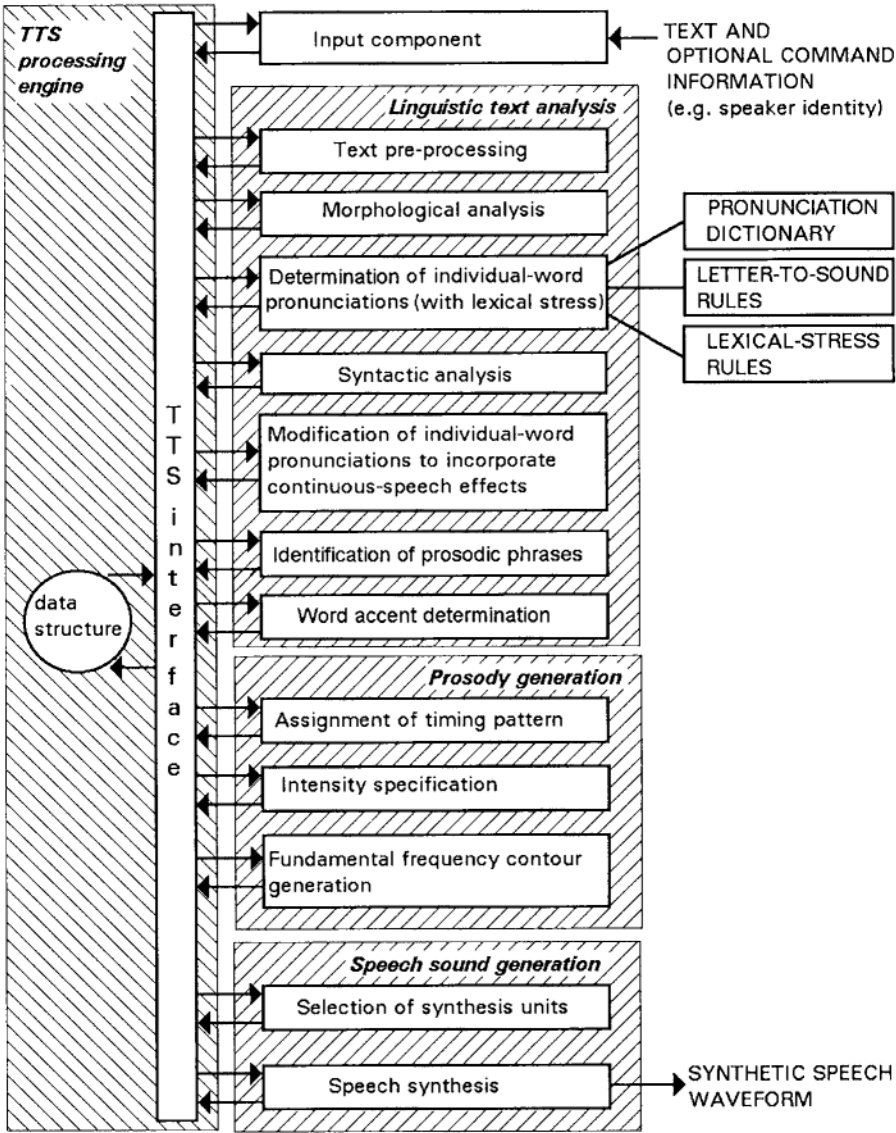 TTS
processing
engine
Input component
TEXT AND
OPTIONAL COMMAND
INFORMATION
(e.g. speaker identity)
Linguistic text analysis
Text pre-processing
Morphological analysis
PRONUNCIATION
DICTIONARY
Determination of individual-word
pronunciations (with lexical stress)
LETTER-TO-SOUND
RULES
LEXICAL-STRESS
RULES
Syntactic analysis
Modification of individual-word
pronunciations to incorporate
continuous-speech effects
TTS interface
Identification of prosodic phrases
data
structure
Word accent determination
Prosody generation
Assignment of timing pattern
Intensity specification
Fundamental frequency contour
generation
Speech sound generation
Selection of synthesis units
Speech synthesis
SYNTHETIC SPEECH
WAVEFORM